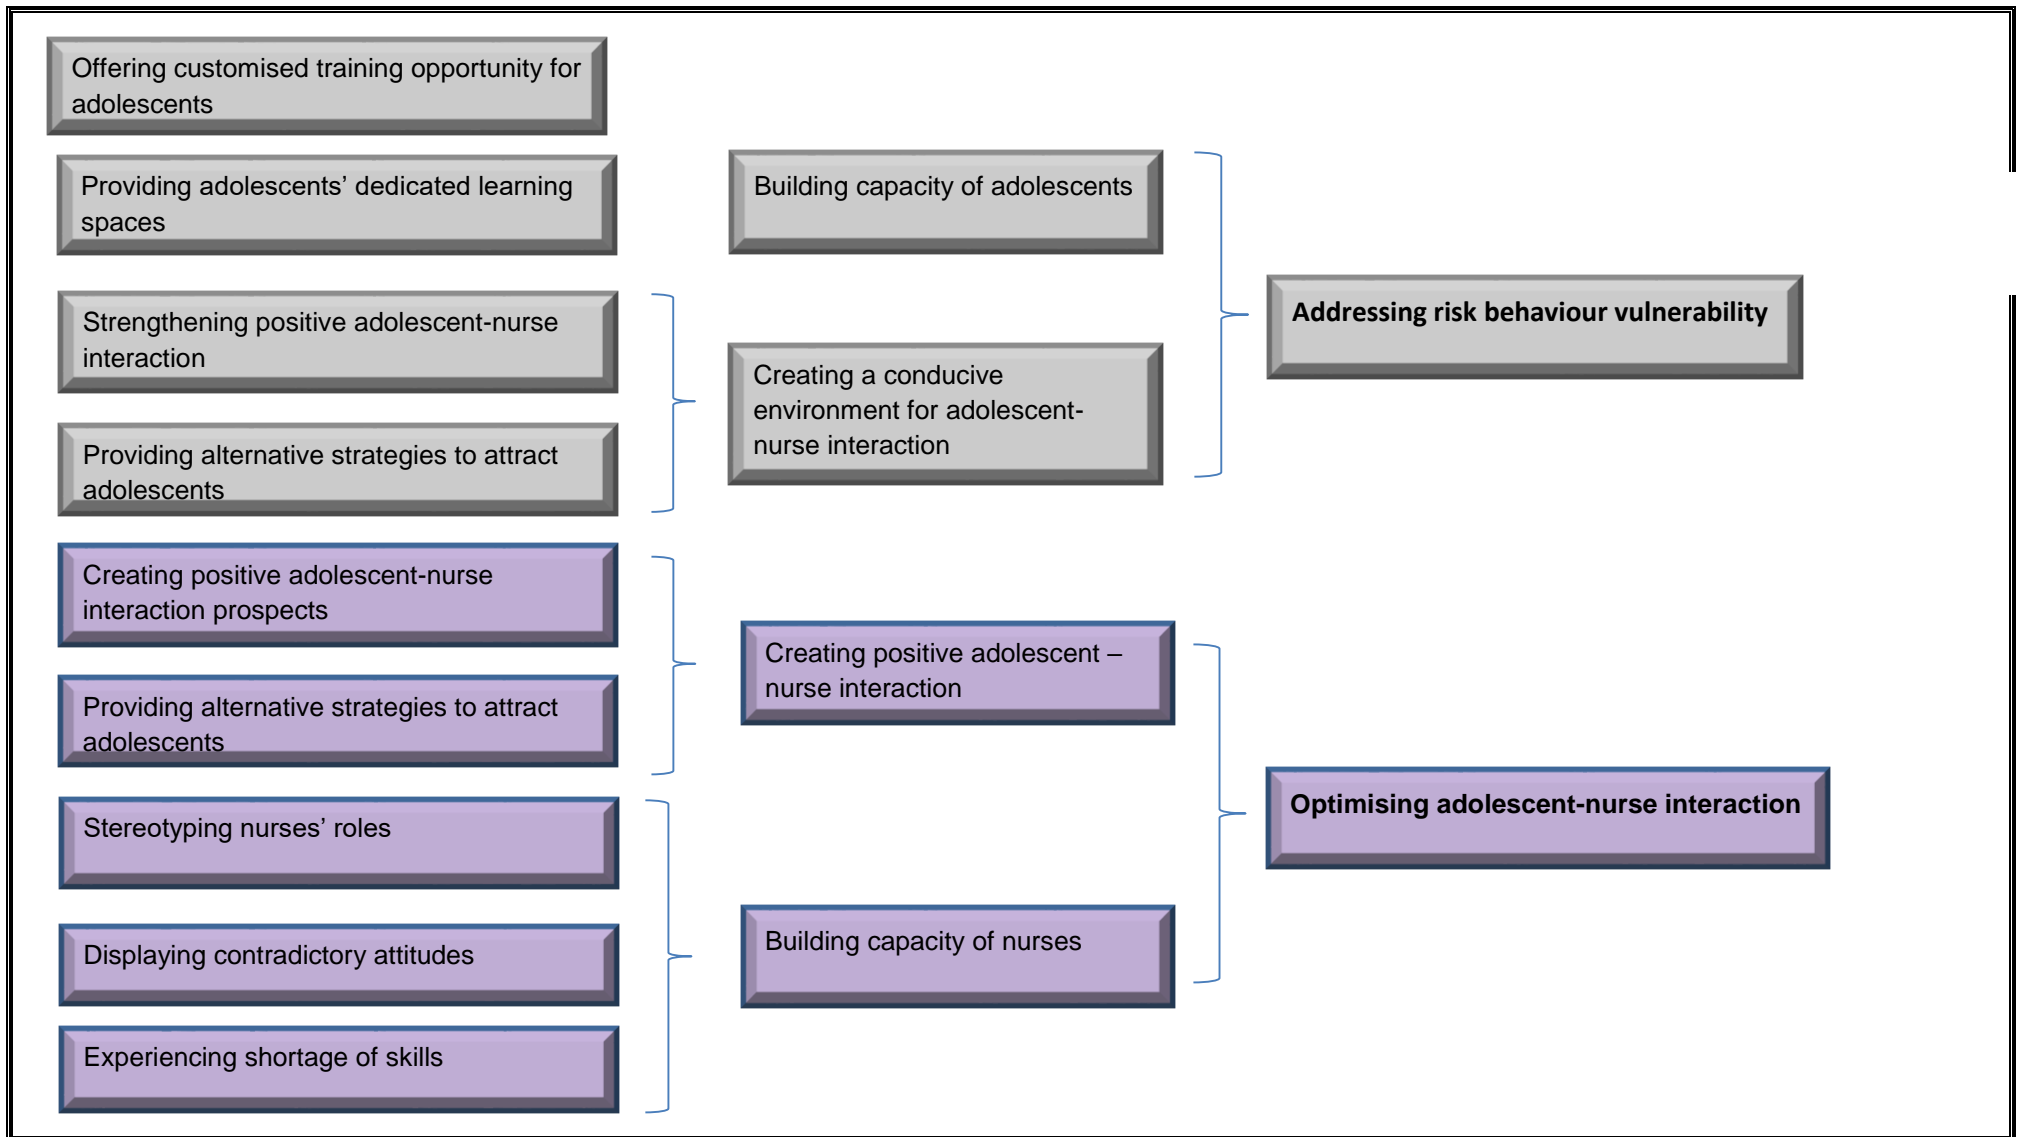 Offering customised training opportunity for
adolescents
Providing adolescents’ dedicated learning
spaces
Strengthening positive adolescent-nurse
interaction
Providing alternative strategies to attract
adolescents
Creating positive adolescent-nurse
interaction prospects
Providing alternative strategies to attract
adolescents
Stereotyping nurses’ roles
Displaying contradictory attitudes
Experiencing shortage of skills
Building capacity of adolescents
Creating a conducive
environment for adolescent-
nurse interaction
Creating positive adolescent –
nurse interaction
Building capacity of nurses
Addressing risk behaviour vulnerability
Optimising adolescent-nurse interaction